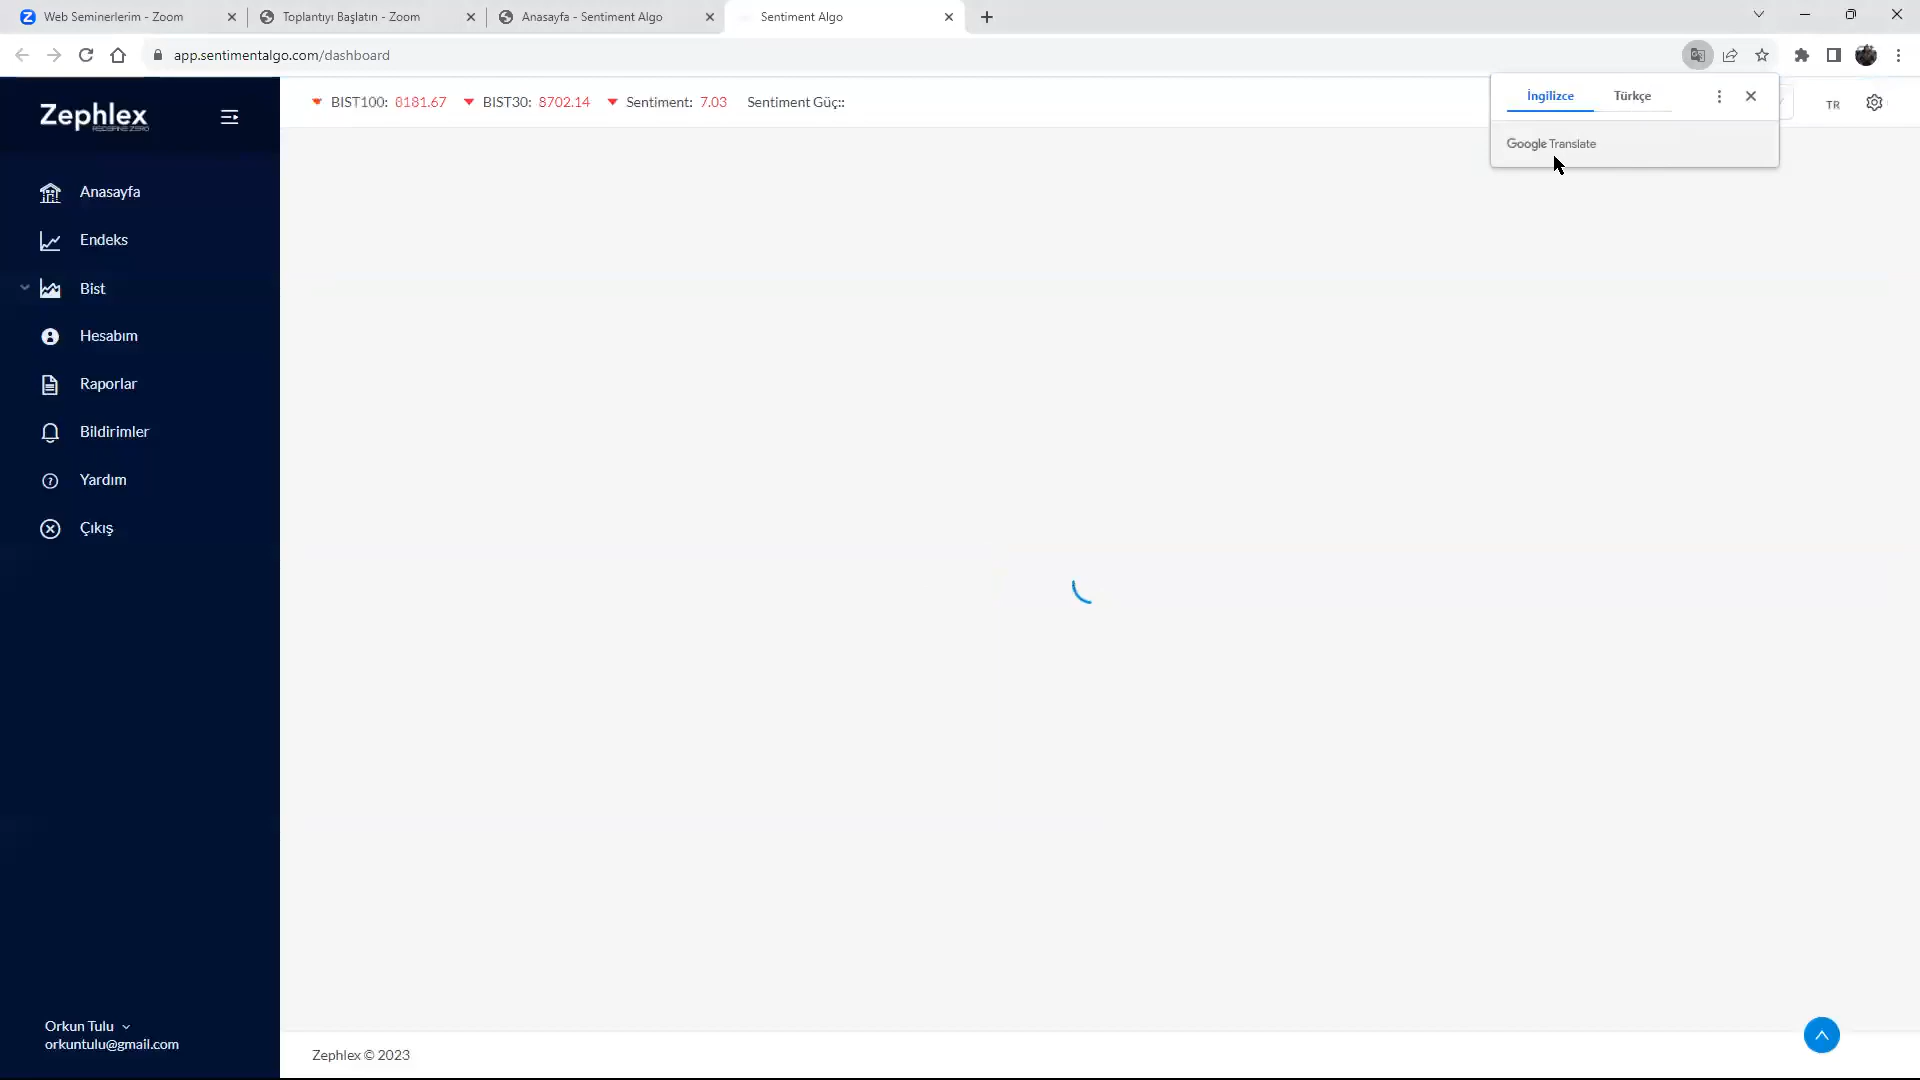 Web Seminerlerim - Zoom
Toplantıyı Başlatın - Zoom
Anasayfa - Sentiment Algo
Sentiment Algo
app.sentimentalgo.com/dashboard
Zephlex
REDEFINE ZERO
BIST100: 8181.67 BIST30: 8702.14 Sentiment: 7.03 Sentiment Güç::
İngilizce Türkçe
TR
Google Translate
Anasayfa
Endeks
Bist
Hesabım
Raporlar
Bildirimler
Yardım
Çıkış
Orkun Tulu
orkuntulu@gmail.com
Zephlex © 2023